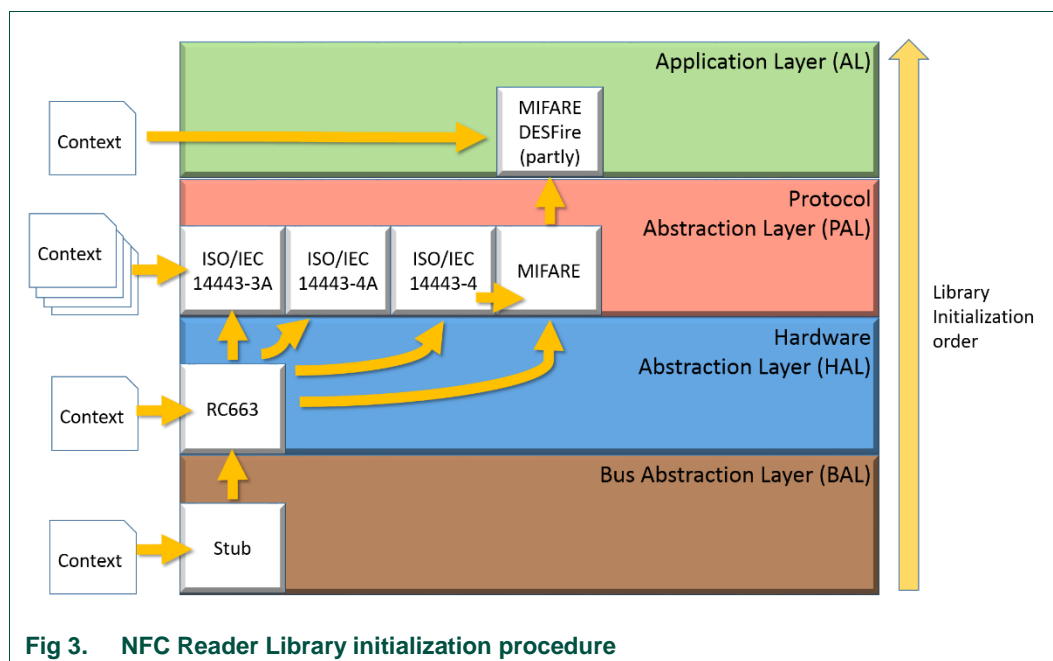 Application Layer (AL)
Context
MIFARE
DESFire
(partly)
Protocol
Abstraction Layer (PAL)
Context
ISO/IEC
14443-3A
ISO/IEC
14443-4A
ISO/IEC
14443-4
MIFARE
Library
Initialization
order
Hardware
Abstraction Layer (HAL)
Context
RC663
Bus Abstraction Layer (BAL)
Context
Stub
Fig 3. NFC Reader Library initialization procedure